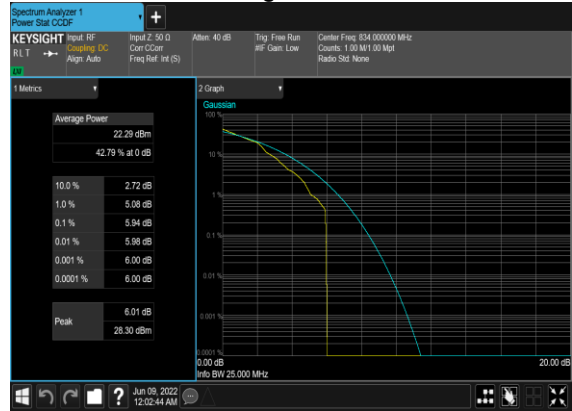 Spectrum Analyzer 1
Power Stat CCDF
+
KEYSIGHT
RLT
Input: RF
Coupling: DC
Align: Auto
Input Z: 50 Ω
Corr CCorr
Freq Ref: Int (S)
Atten: 40 dB
Trig: Free Run
#IF Gain: Low
Center Freq: 834.000000 MHz
Counts: 1.00 M/1.00 Mpt
Radio Std: None
1 Metrics
Average Power
22.29 dBm
42.79 % at 0 dB
10.0 % 2.72 dB
1.0 % 5.08 dB
0.1 % 5.94 dB
0.01 % 5.98 dB
0.001 % 6.00 dB
0.0001 % 6.00 dB
Peak
6.01 dB
28.30 dBm
2 Graph
Gaussian
100 %
10 %
1 %
0.1 %
0.01 %
0.001 %
0.0001 %
0.00 dB
20.00 dB
Info BW 25.000 MHz
?
Jun 09, 2022
12:02:44 AM